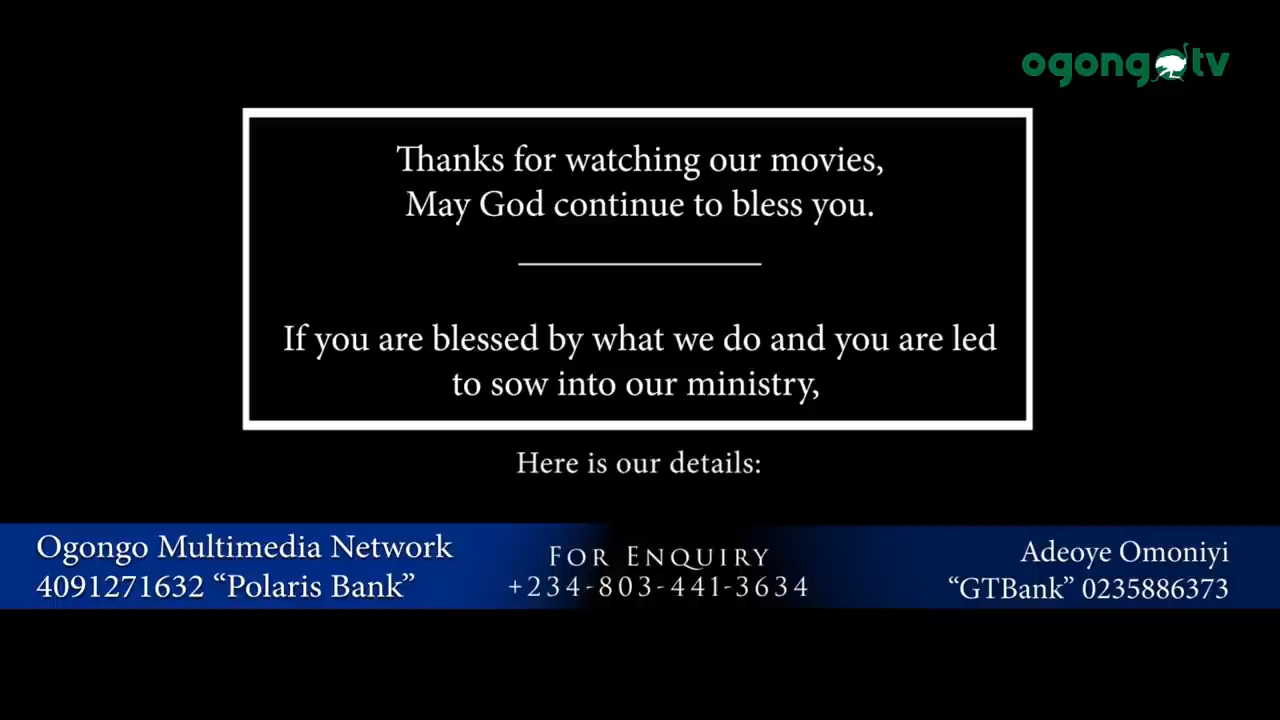 ogongotv
Thanks for watching our movies,
May God continue to bless you.
If you are blessed by what we do and you are led
to sow into our ministry,
Here is our details:
Ogongo Multimedia Network
4091271632 “Polaris Bank”
FOR ENQUIRY
+234-803-441-3634
Adeoye Omoniyi
“GTBank” 0235886373